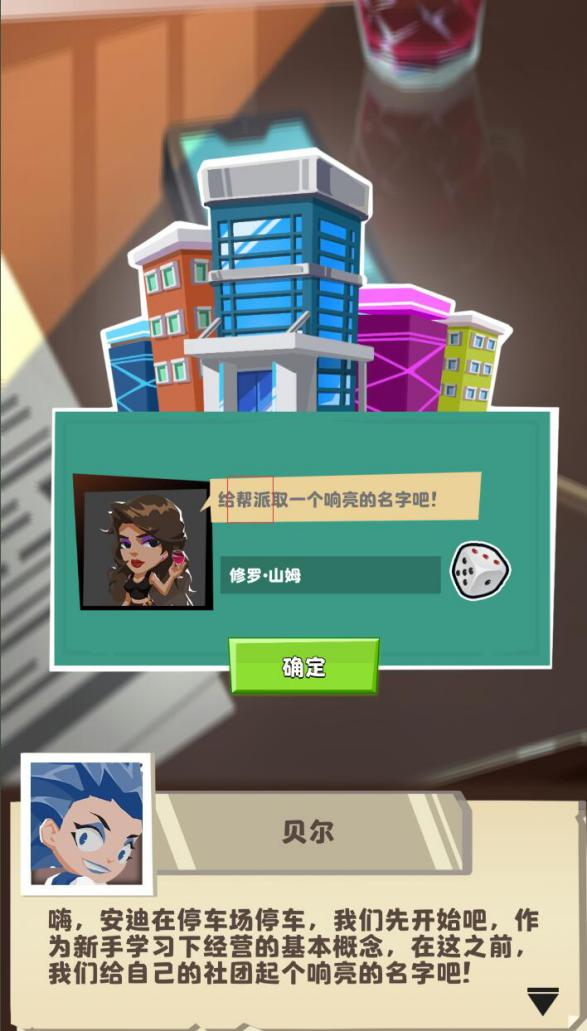 给帮派取一个响亮的名字吧!
修罗·山姆
确定
贝尔
嗨，安迪在停车场停车，我们先开始吧，作
为新手学习下经营的基本概念，在这之前，
我们给自己的社团起个响亮的名字吧!